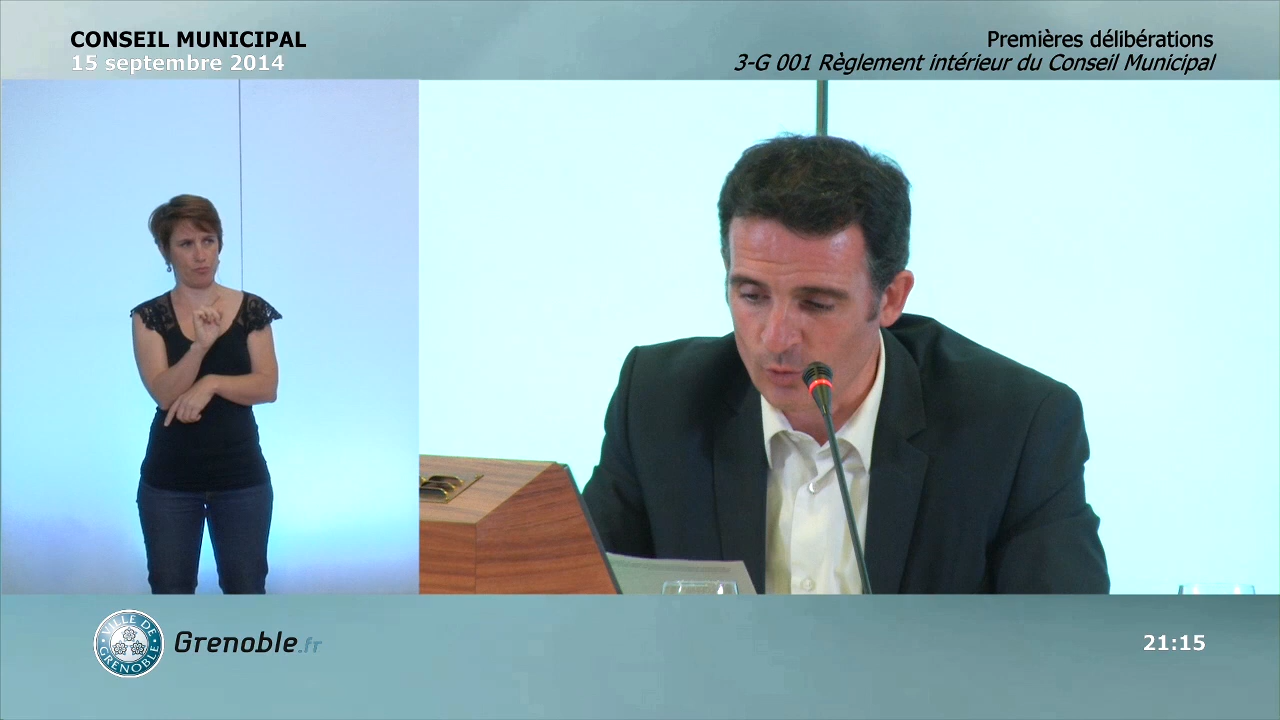 CONSEIL MUNICIPAL
15 septembre 2014
Premières délibérations
3-G 001 Règlement intérieur du Conseil Municipal
VILLE DE GRENOBLE
Grenoble.fr
21:15